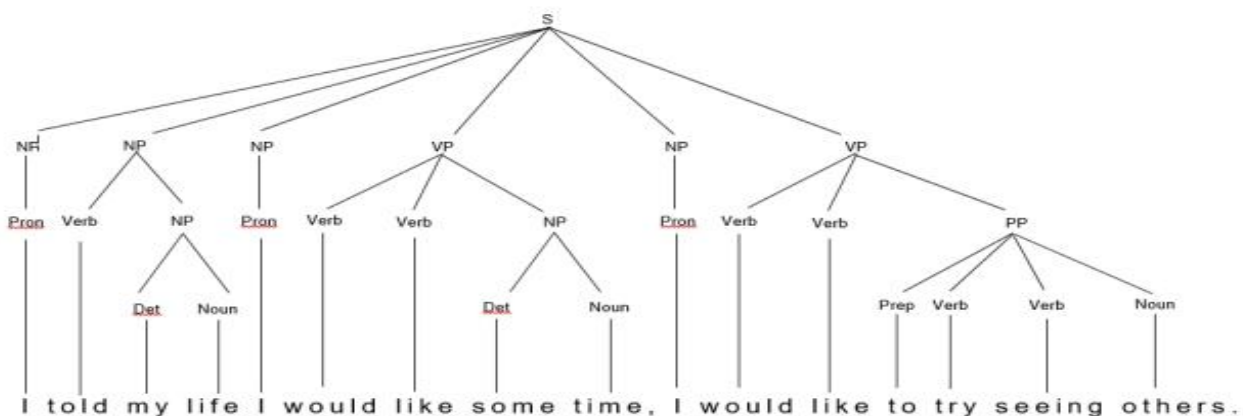 S
NP NP NP VP NP VP
Pron Verb NP Pron Verb Verb NP Pron Verb Verb PP
Det Noun Det Noun Prep Verb Verb Noun
I told my life I would like some time, I would like to try seeing others.